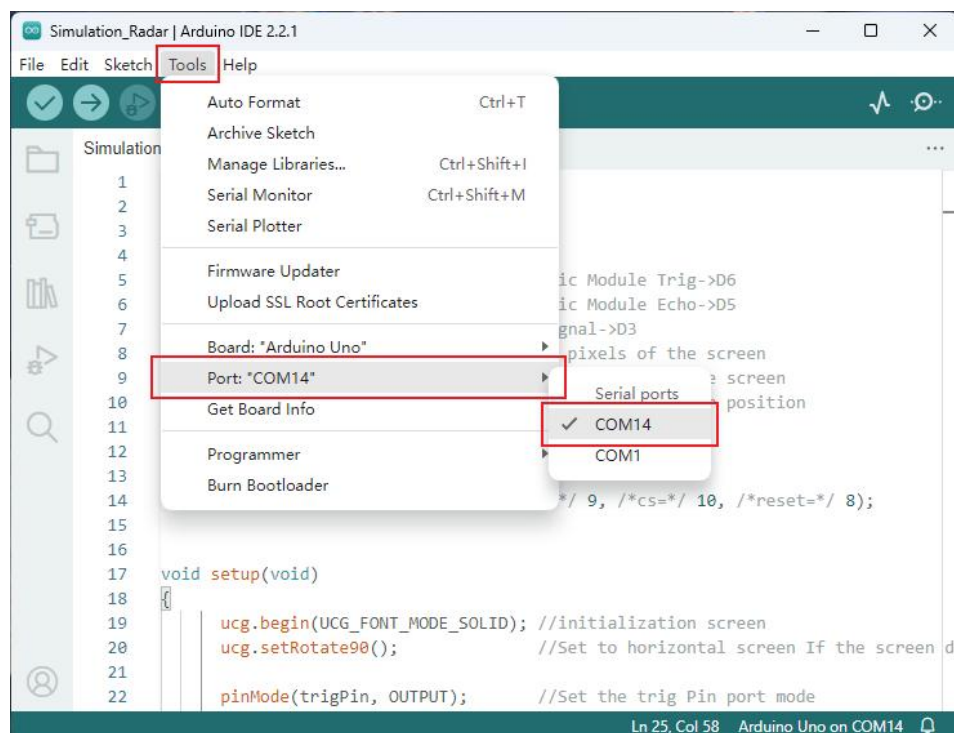 Simulation_Radar | Arduino IDE 2.2.1
File Edit Sketch Tools Help
Auto Format Ctrl+T
Archive Sketch
Manage Libraries... Ctrl+Shift+I
Serial Monitor Ctrl+Shift+M
Serial Plotter
Firmware Updater
Upload SSL Root Certificates
Board: "Arduino Uno"
Port: "COM14"
Get Board Info
Programmer
Burn Bootloader
Serial ports
COM14
COM1
Simulation
...
1
2
3
4
5 ic Module Trig->D6
6 ic Module Echo->D5
7 gnal->D3
8 pixels of the screen
9 e screen
10 position
11
12
13
14 */ 9, /*cs=*/ 10, /*reset=*/ 8);
15
16
17 void setup(void)
18 {
19 ucg.begin(UCG_FONT_MODE_SOLID); //initialization screen
20 ucg.setRotate90(); //Set to horizontal screen If the screen d
21
22 pinMode(trigPin, OUTPUT); //Set the trig Pin port mode
Ln 25, Col 58 Arduino Uno on COM14